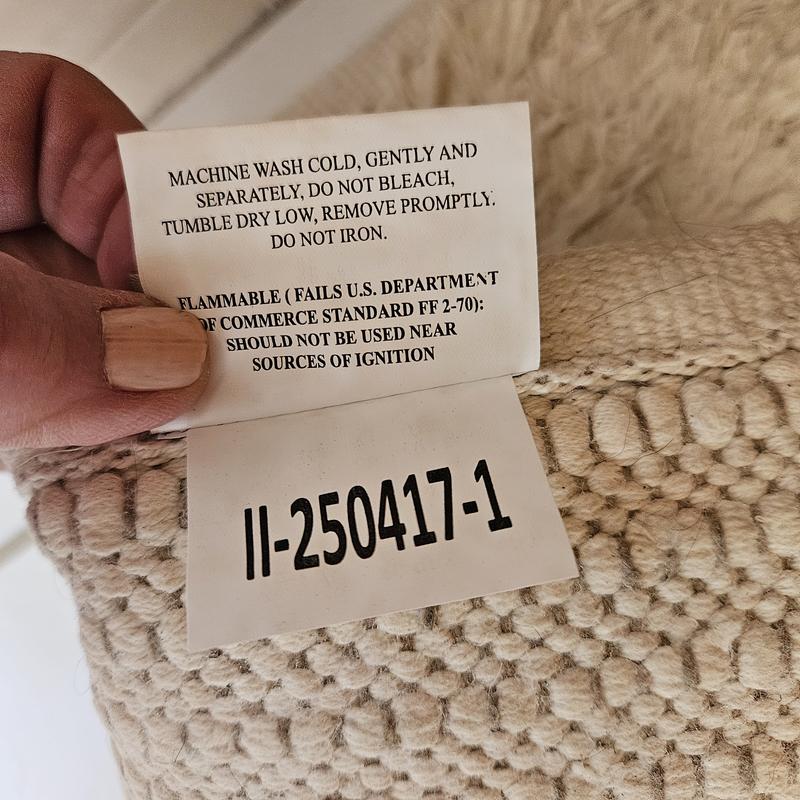 MACHINE WASH COLD, GENTLY AND
SEPARATELY, DO NOT BLEACH,
TUMBLE DRY LOW, REMOVE PROMPTLY.
DO NOT IRON.
FLAMMABLE ( FAILS U.S. DEPARTMENT
OF COMMERCE STANDARD FF 2-70):
SHOULD NOT BE USED NEAR
SOURCES OF IGNITION
II-250417-1